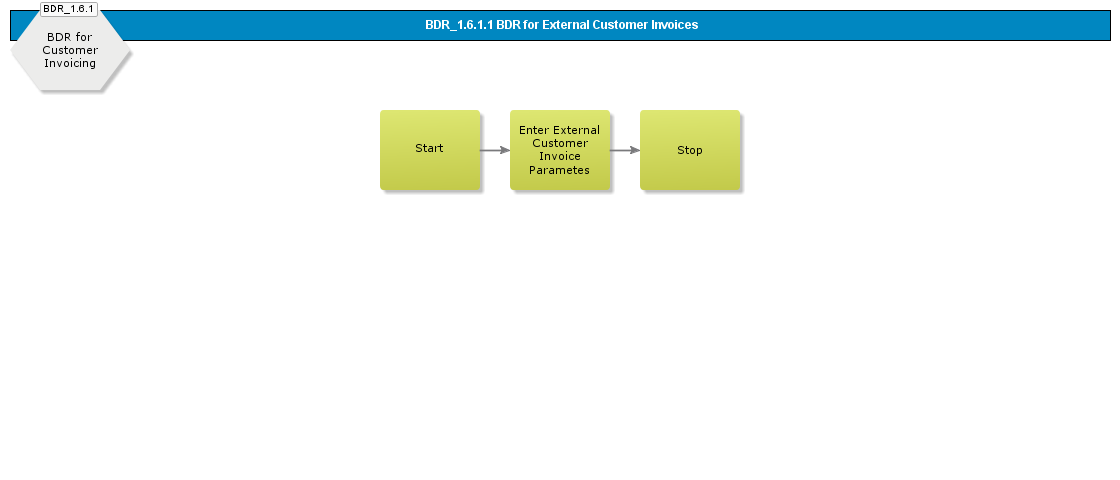 BDR_1.6.1
BDR_1.6.1.1 BDR for External Customer Invoices
BDR for
Customer
Invoicing
Start
Enter External
Customer
Invoice
Parametes
Stop